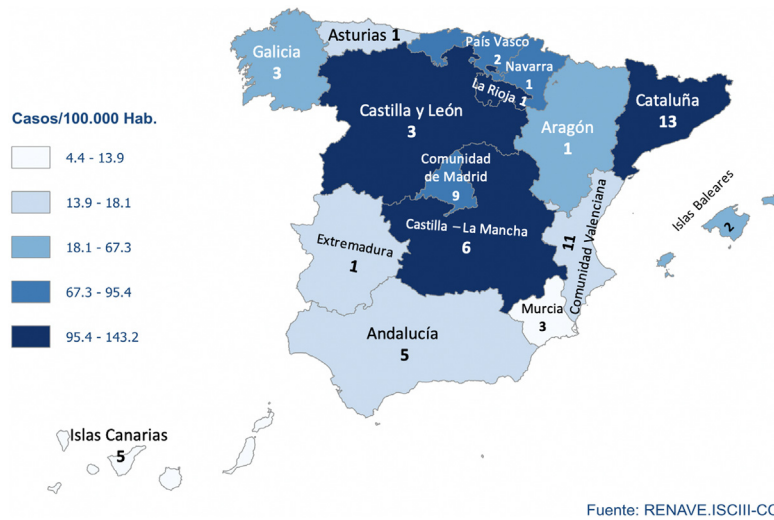 Asturias 1
Galicia
3
País Vasco
2
Navarra
1
La Rioja 1
Cataluña
13
Castilla y León
3
Aragón
1
Casos/100.000 Hab.
4.4 - 13.9
13.9 - 18.1
18.1 - 67.3
67.3 - 95.4
95.4 - 143.2
Comunidad
de Madrid
9
Castilla – La Mancha
6
Comunidad Valenciana
11
Islas Baleares
2
Extremadura
1
Murcia
3
Andalucía
5
Islas Canarias
5
Fuente: RENAVE.ISCIII-CC